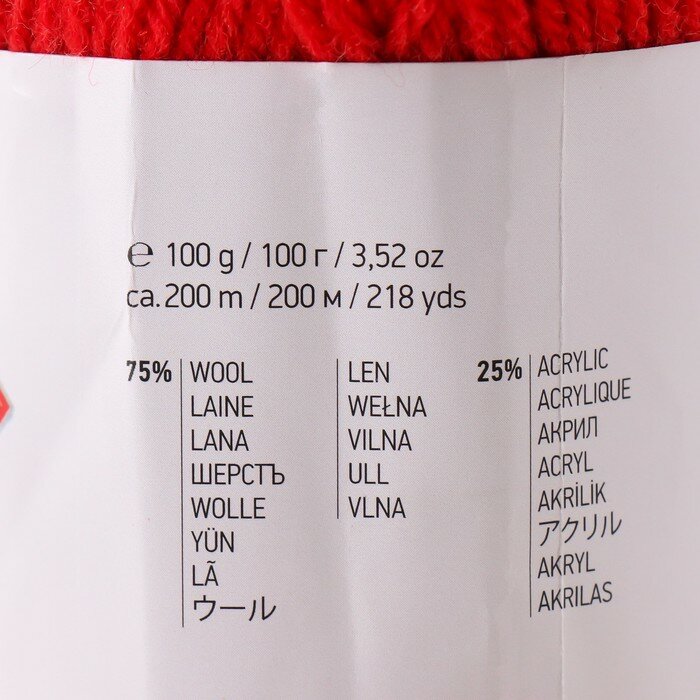 ℮ 100 g / 100 г / 3,52 oz
ca. 200 m / 200 м / 218 yds
75%
WOOL
LAINE
LANA
ШЕРСТЬ
WOLLE
YÜN
LÃ
ウール
LEN
WEŁNA
VILNA
ULL
VLNA
25%
ACRYLIC
ACRYLIQUE
АКРИЛ
ACRYL
AKRİLİK
アクリル
AKRYL
AKRILAS